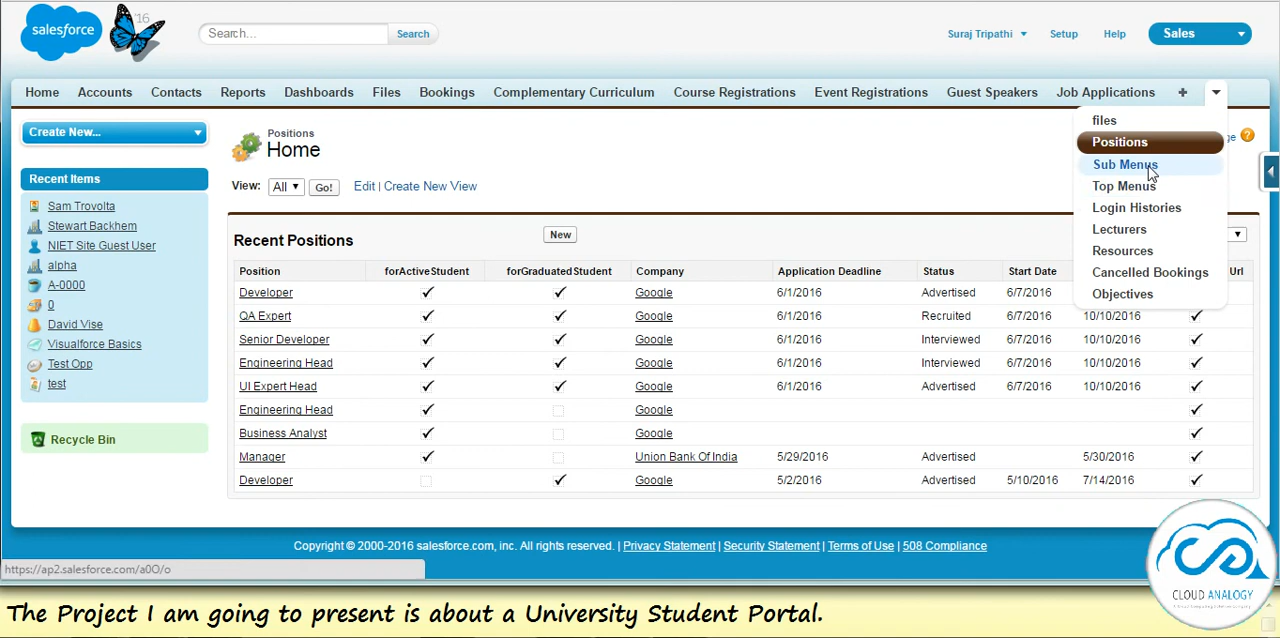 salesforce
'16
Search...
Search
Suraj Tripathi
Setup
Help
Sales
Home Accounts Contacts Reports Dashboards Files Bookings Complementary Curriculum Course Registrations Event Registrations Guest Speakers Job Applications +
files
Positions
Sub Menus
Top Menus
Login Histories
Lecturers
Resources
Cancelled Bookings
Objectives
Create New...
Recent Items
Sam Trovolta
Stewart Backhem
NIET Site Guest User
alpha
A-0000
0
David Vise
Visualforce Basics
Test Opp
test
Recycle Bin
Positions
Home
ge ?
View: All Go! Edit | Create New View
Recent Positions New
Position forActiveStudent forGraduatedStudent Company Application Deadline Status Start Date Url
Developer Google 6/1/2016 Advertised 6/7/2016
QA Expert Google 6/1/2016 Recruited 6/7/2016 10/10/2016
Senior Developer Google 6/1/2016 Interviewed 6/7/2016 10/10/2016
Engineering Head Google 6/1/2016 Interviewed 6/7/2016 10/10/2016
UI Expert Head Google 6/1/2016 Advertised 6/7/2016 10/10/2016
Engineering Head Google
Business Analyst Google
Manager Union Bank Of India 5/29/2016 Advertised 5/30/2016
Developer Google 5/2/2016 Advertised 5/10/2016 7/14/2016
Copyright © 2000-2016 salesforce.com, inc. All rights reserved. | Privacy Statement | Security Statement | Terms of Use | 508 Compliance
https://ap2.salesforce.com/a0O/o
CLOUD ANALOGY
The Project I am going to present is about a University Student Portal.